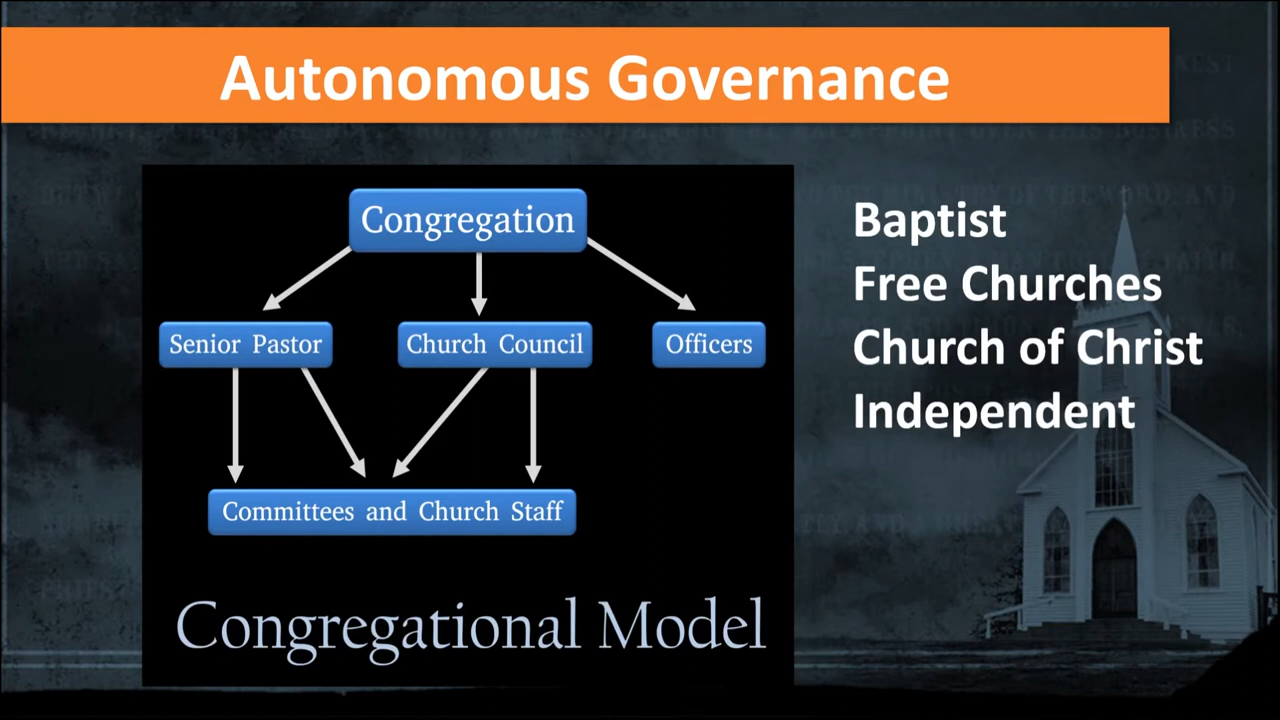 Autonomous Governance
Congregation
Senior Pastor
Church Council
Officers
Committees and Church Staff
Congregational Model
Baptist
Free Churches
Church of Christ
Independent